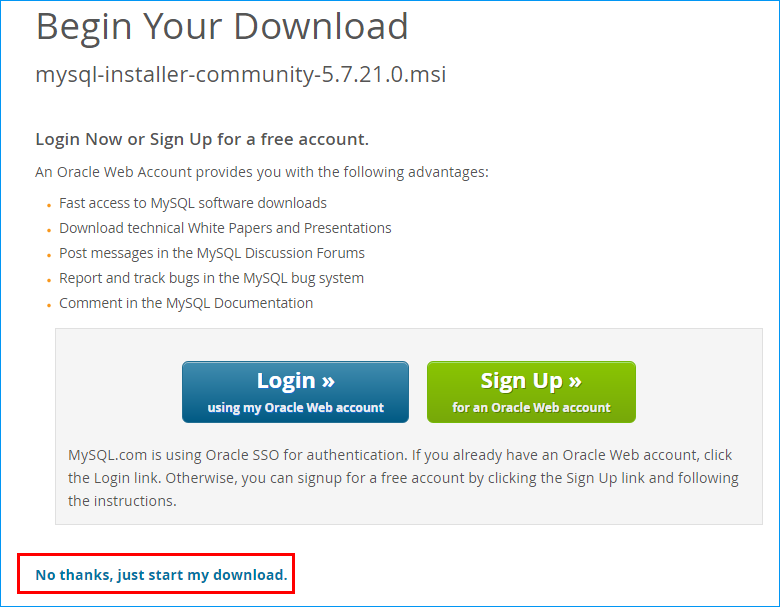 Begin Your Download
mysql-installer-community-5.7.21.0.msi
Login Now or Sign Up for a free account.
An Oracle Web Account provides you with the following advantages:
Fast access to MySQL software downloads
Download technical White Papers and Presentations
Post messages in the MySQL Discussion Forums
Report and track bugs in the MySQL bug system
Comment in the MySQL Documentation
Login »
using my Oracle Web account
Sign Up »
for an Oracle Web account
MySQL.com is using Oracle SSO for authentication. If you already have an Oracle Web account, click
the Login link. Otherwise, you can signup for a free account by clicking the Sign Up link and following
the instructions.
No thanks, just start my download.